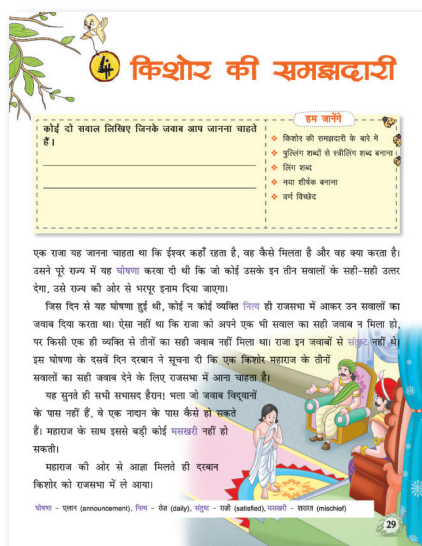 4 किशोर की समझदारी
कोई दो सवाल लिखिए जिनके जवाब आप जानना चाहते
हैं।
हम जानेंगे
❖ किशोर की समझदारी के बारे में
❖ पुल्लिंग शब्दों से स्त्रीलिंग शब्द बनाना
❖ लिंग शब्द
❖ नया शीर्षक बनाना
❖ वर्ण विच्छेद
एक राजा यह जानना चाहता था कि ईश्वर कहाँ रहता है, वह कैसे मिलता है और वह क्या करता है।
उसने पूरे राज्य में यह घोषणा करवा दी थी कि जो कोई उसके इन तीन सवालों के सही-सही उत्तर
देगा, उसे राज्य की ओर से भरपूर इनाम दिया जाएगा।
जिस दिन से यह घोषणा हुई थी, कोई न कोई व्यक्ति नित्य ही राजसभा में आकर उन सवालों का
जवाब दिया करता था। ऐसा नहीं था कि राजा को अपने एक भी सवाल का सही जवाब न मिला हो,
पर किसी एक ही व्यक्ति से तीनों का सही जवाब नहीं मिला था। राजा इन जवाबों से संतुष्ट नहीं थे।
इस घोषणा के दसवें दिन दरबान ने सूचना दी कि एक किशोर महाराज के तीनों
सवालों का सही जवाब देने के लिए राजसभा में आना चाहता है।
यह सुनते ही सभी सभासद हैरान! भला जो जवाब विद्वानों
के पास नहीं हैं, वे एक नादान के पास कैसे हो सकते
हैं। महाराज के साथ इससे बड़ी कोई मसखरी नहीं हो
सकती।
महाराज की ओर से आज्ञा मिलते ही दरबान
किशोर को राजसभा में ले आया।
घोषणा – एलान (announcement), नित्य – रोज़ (daily), संतुष्ट – राज़ी (satisfied), मसखरी – शरारत (mischief)
29